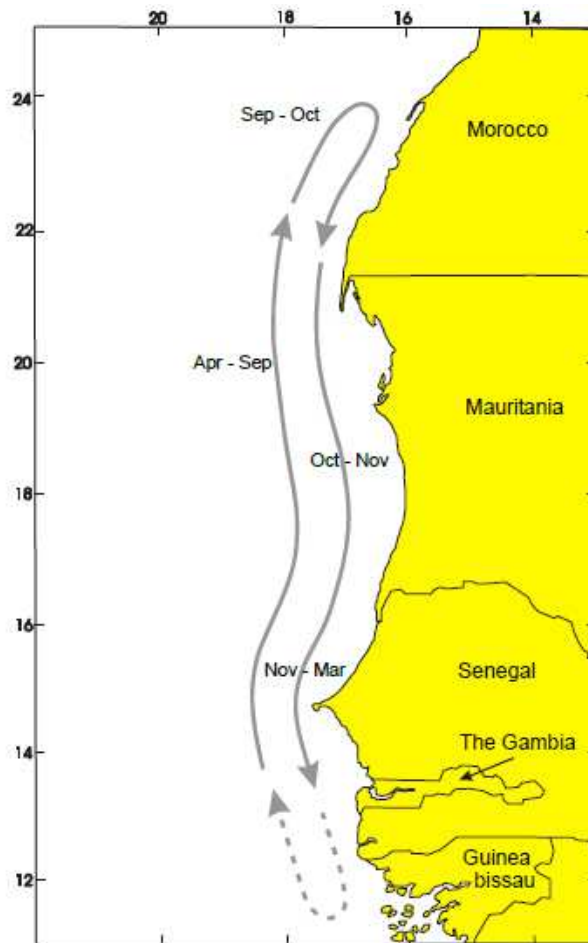 20 18 16 14
24
22
20
18
16
14
12
Sep - Oct
Morocco
Apr - Sep
Mauritania
Oct - Nov
Nov - Mar
Senegal
The Gambia
Guinea
bissau